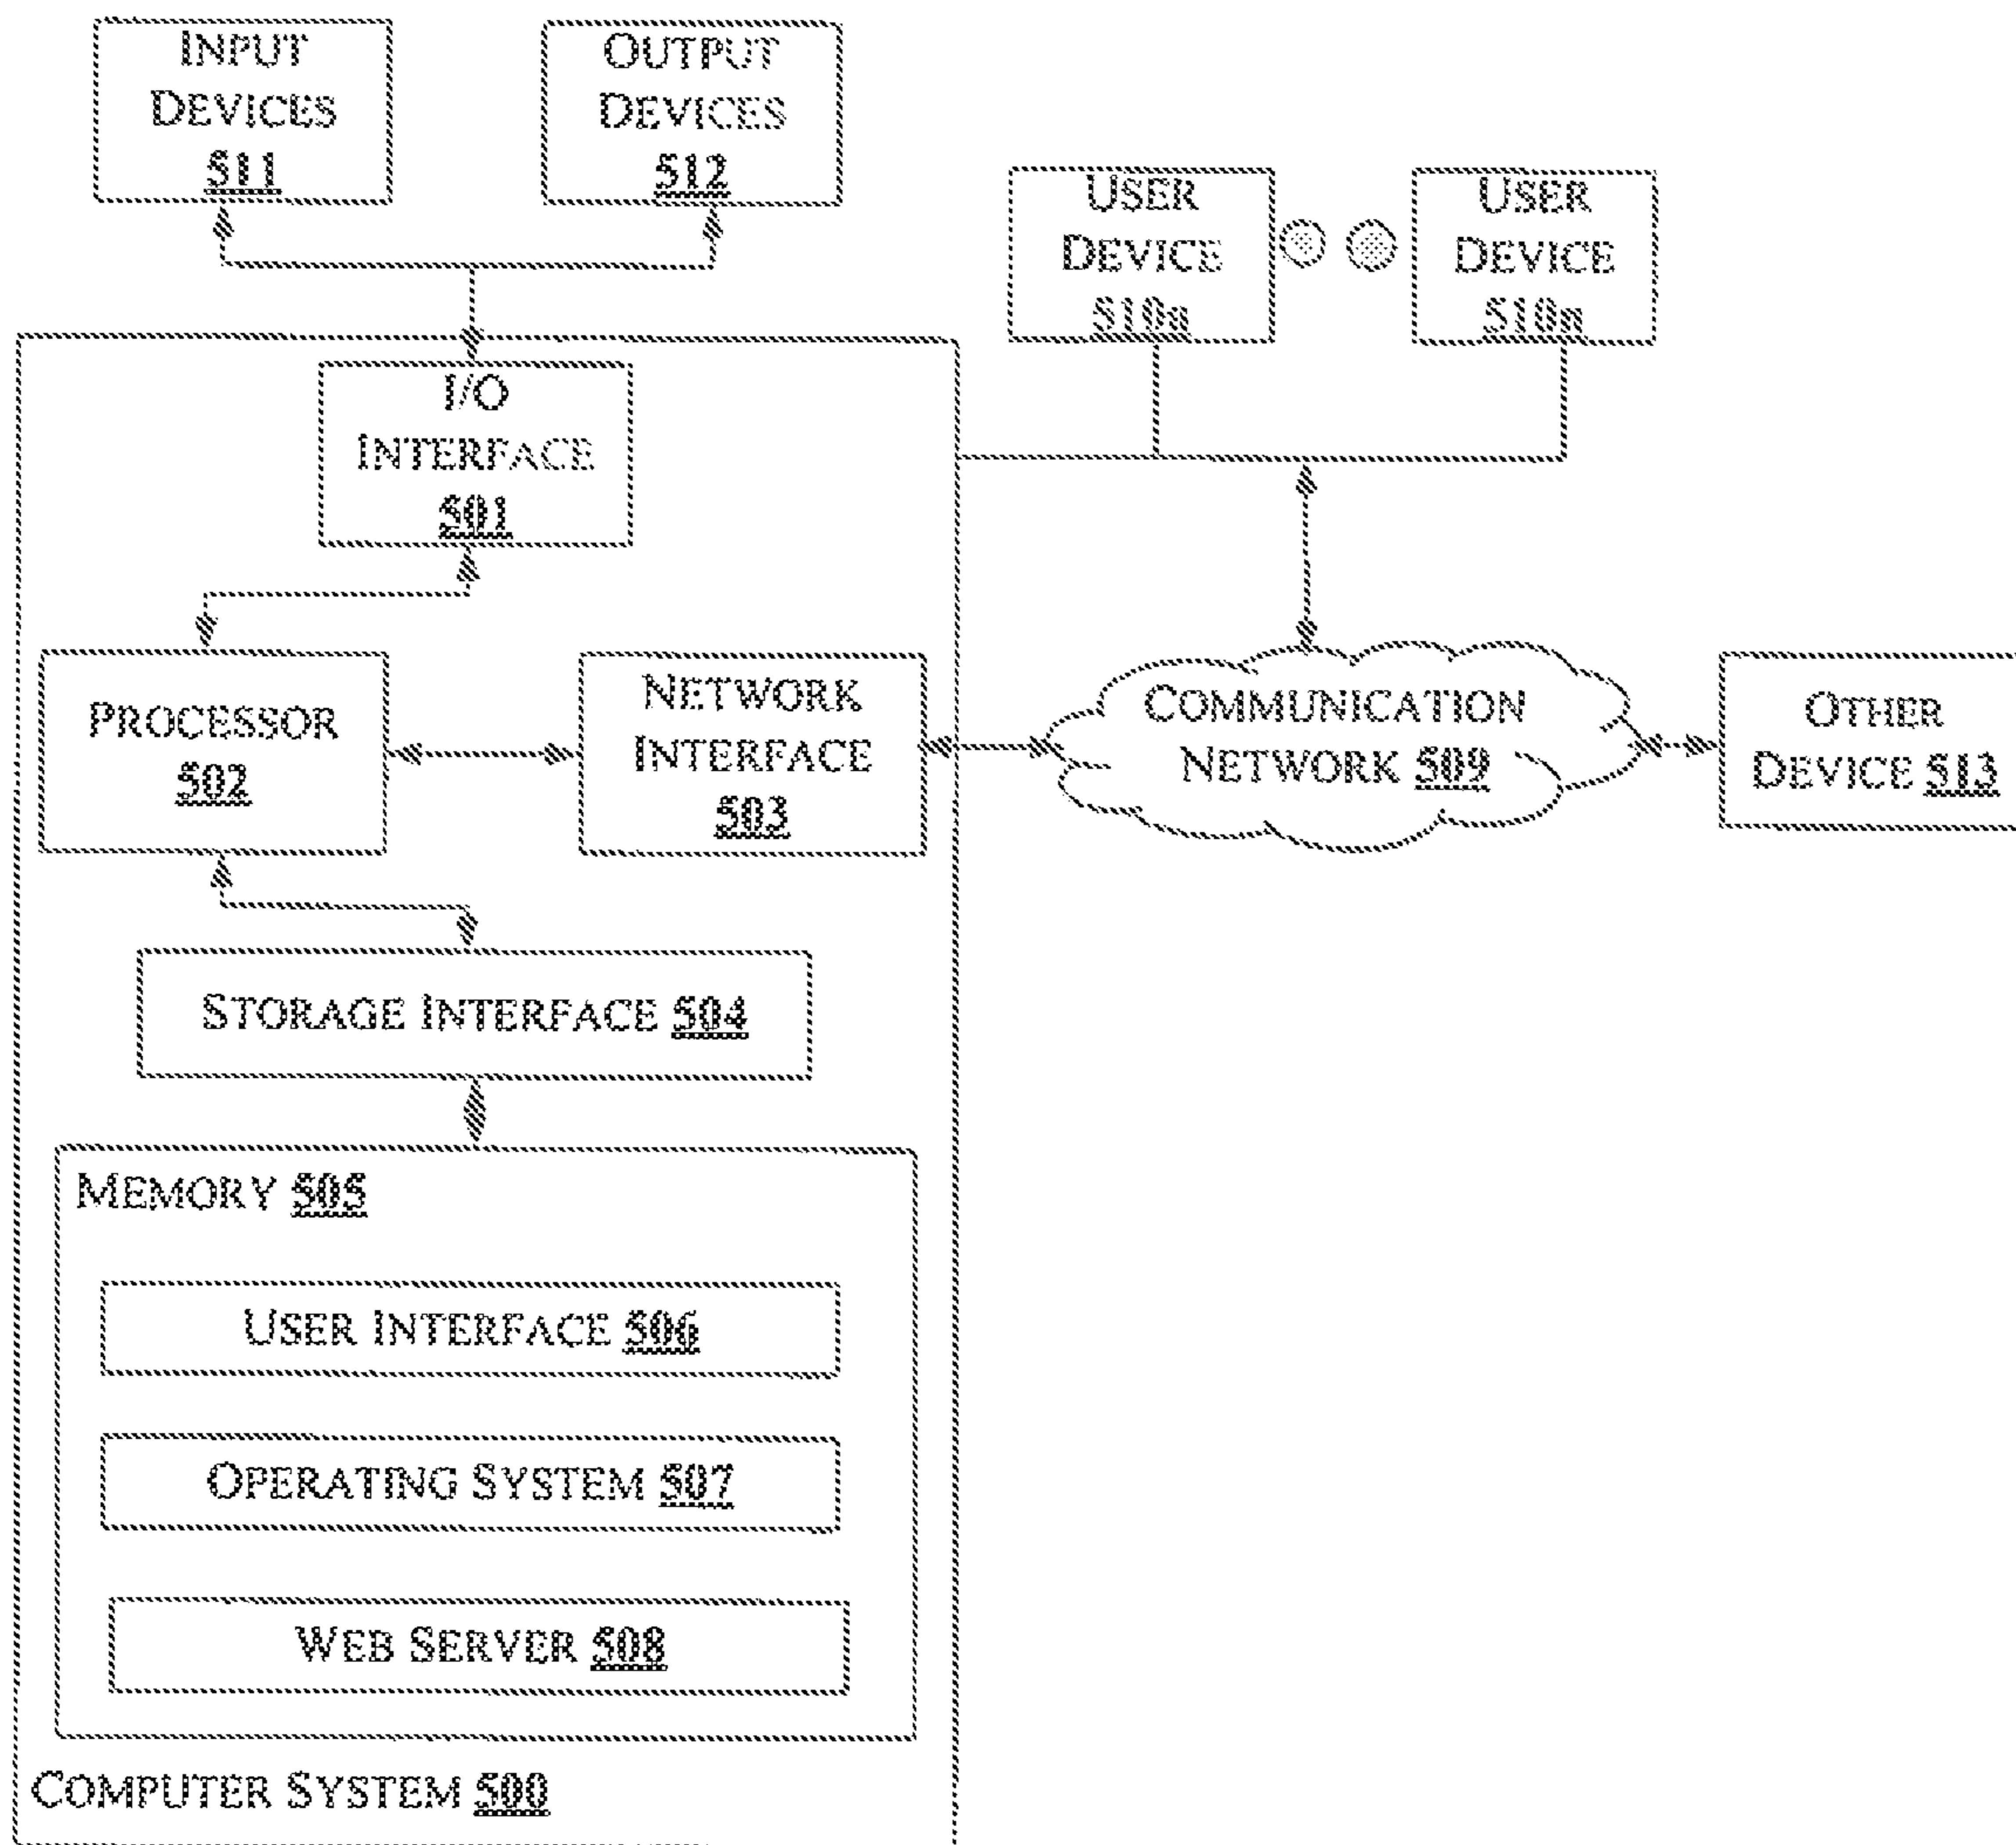 INPUT
DEVICES
511
OUTPUT
DEVICES
512
USER
DEVICE
510a
USER
DEVICE
510n
I/O
INTERFACE
501
PROCESSOR
502
NETWORK
INTERFACE
503
COMMUNICATION
NETWORK 509
OTHER
DEVICE 513
STORAGE INTERFACE 504
MEMORY 505
USER INTERFACE 506
OPERATING SYSTEM 507
WEB SERVER 508
COMPUTER SYSTEM 500